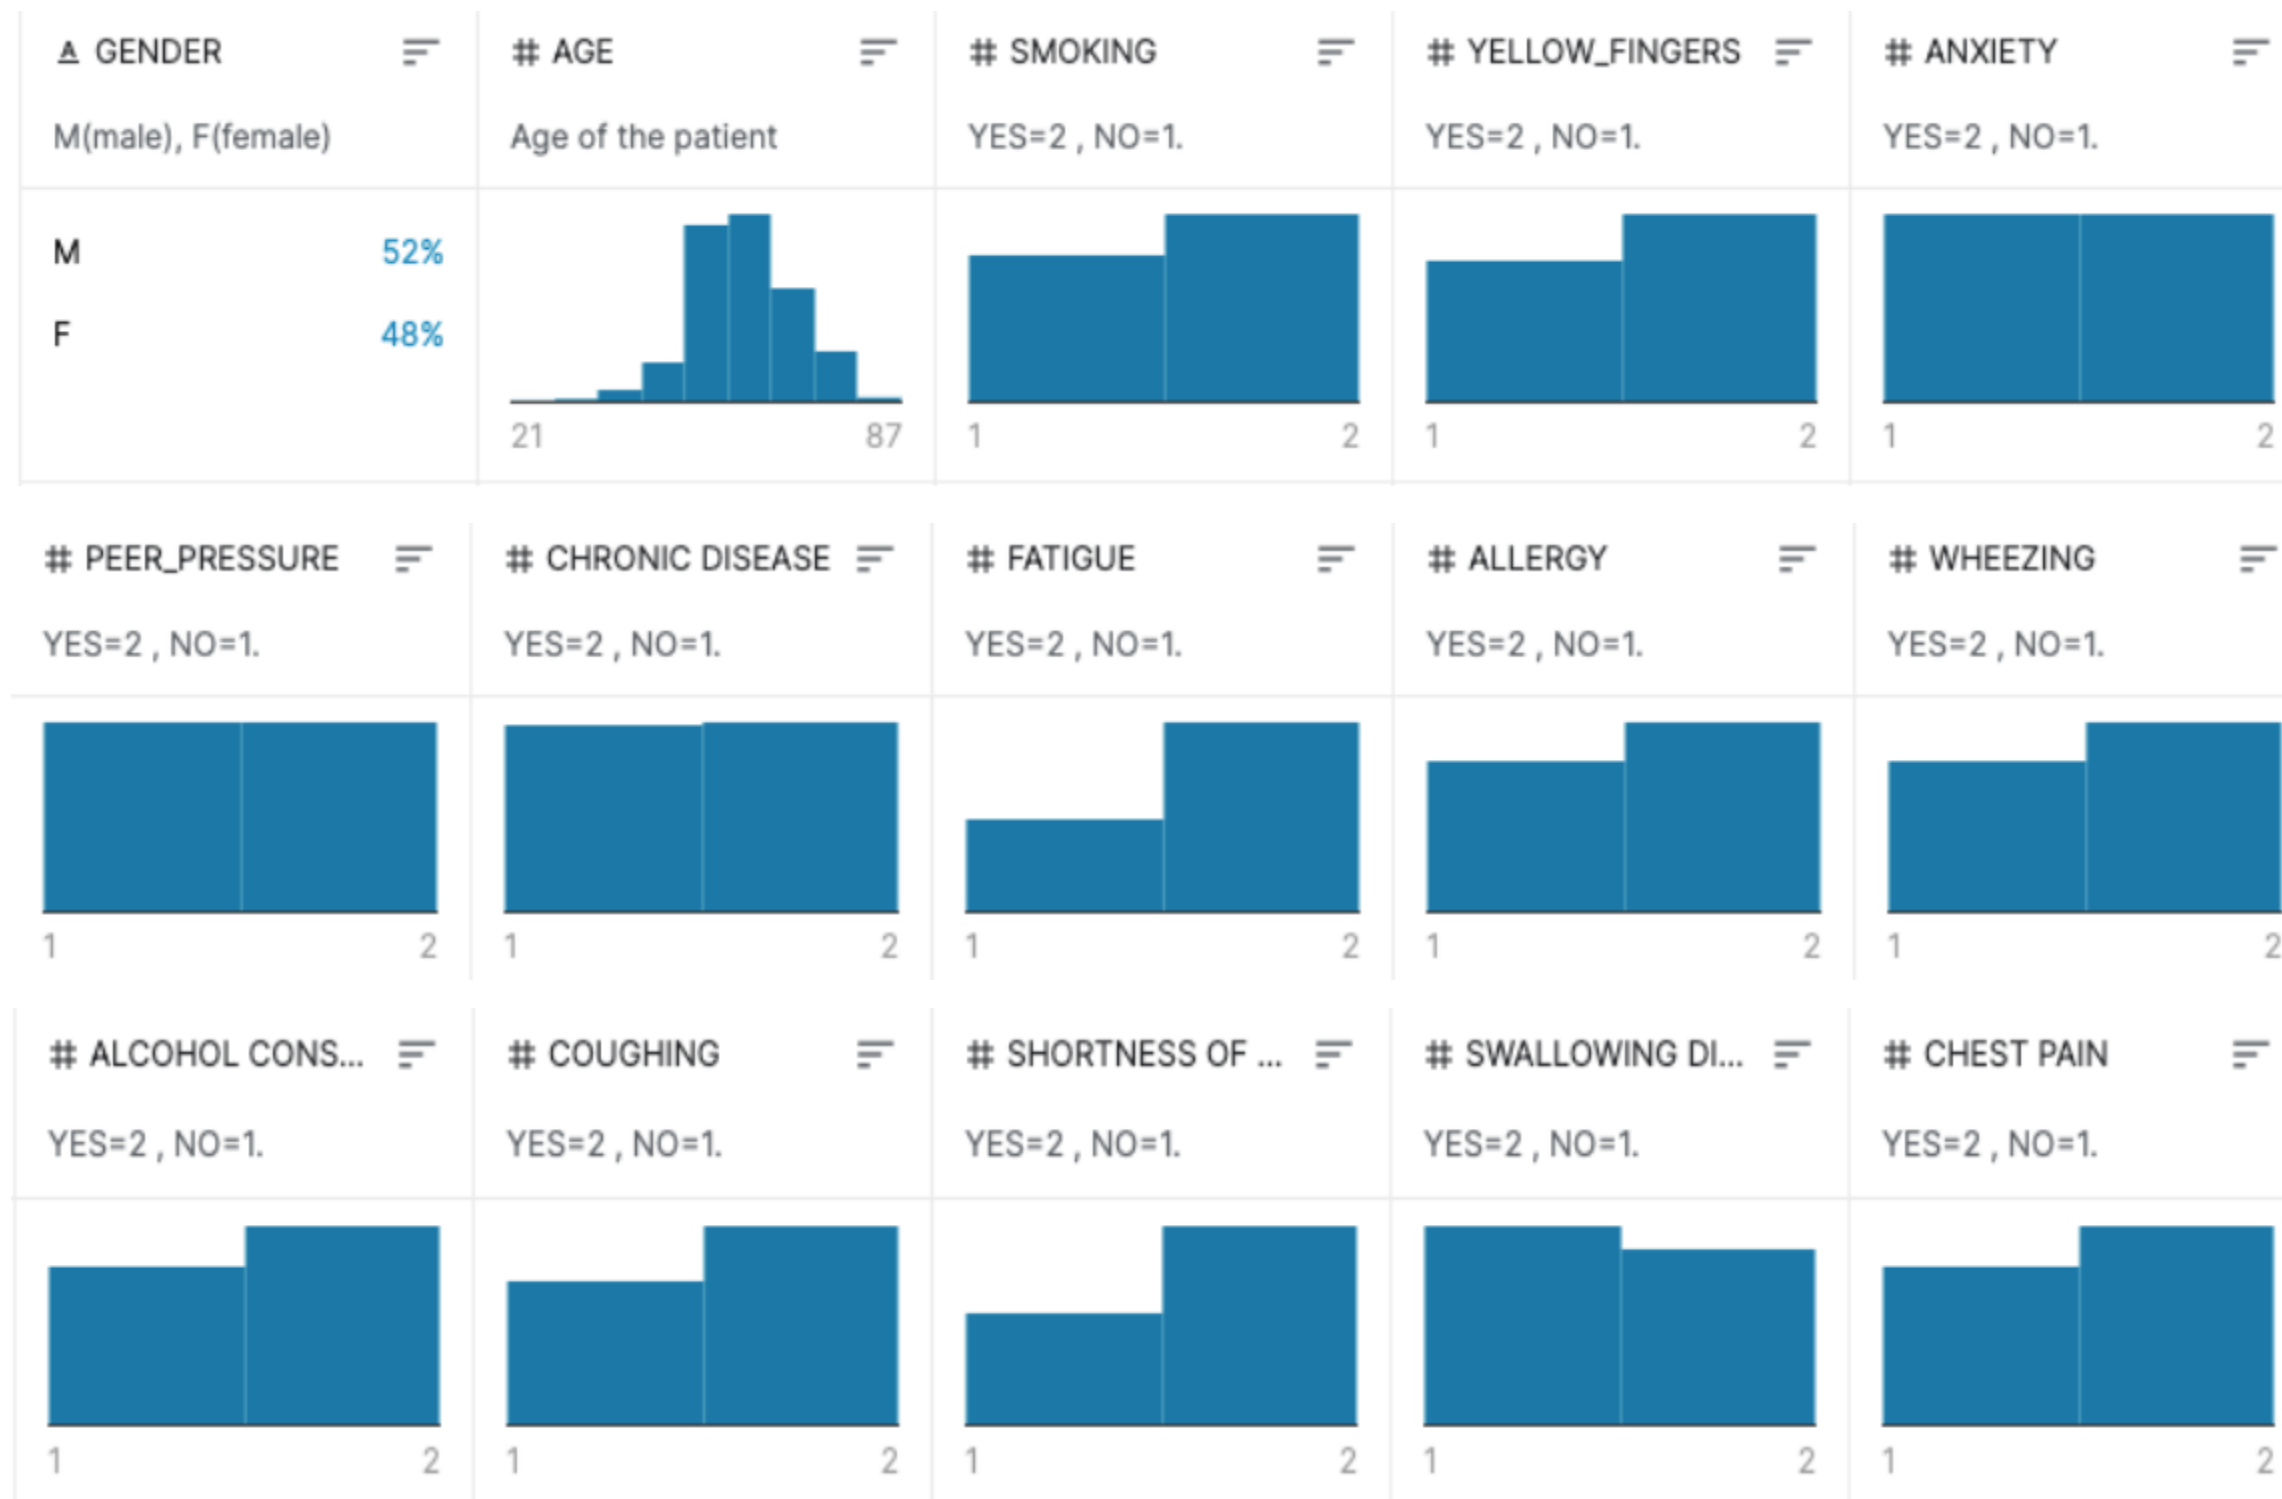 A GENDER
M(male), F(female)
M 52%
F 48%
# AGE
Age of the patient
21 87
# SMOKING
YES=2 , NO=1.
1 2
# YELLOW_FINGERS
YES=2 , NO=1.
1 2
# ANXIETY
YES=2 , NO=1.
1 2
# PEER_PRESSURE
YES=2 , NO=1.
1 2
# CHRONIC DISEASE
YES=2 , NO=1.
1 2
# FATIGUE
YES=2 , NO=1.
1 2
# ALLERGY
YES=2 , NO=1.
1 2
# WHEEZING
YES=2 , NO=1.
1 2
# ALCOHOL CONS...
YES=2 , NO=1.
1 2
# COUGHING
YES=2 , NO=1.
1 2
# SHORTNESS OF ...
YES=2 , NO=1.
1 2
# SWALLOWING DI...
YES=2 , NO=1.
1 2
# CHEST PAIN
YES=2 , NO=1.
1 2